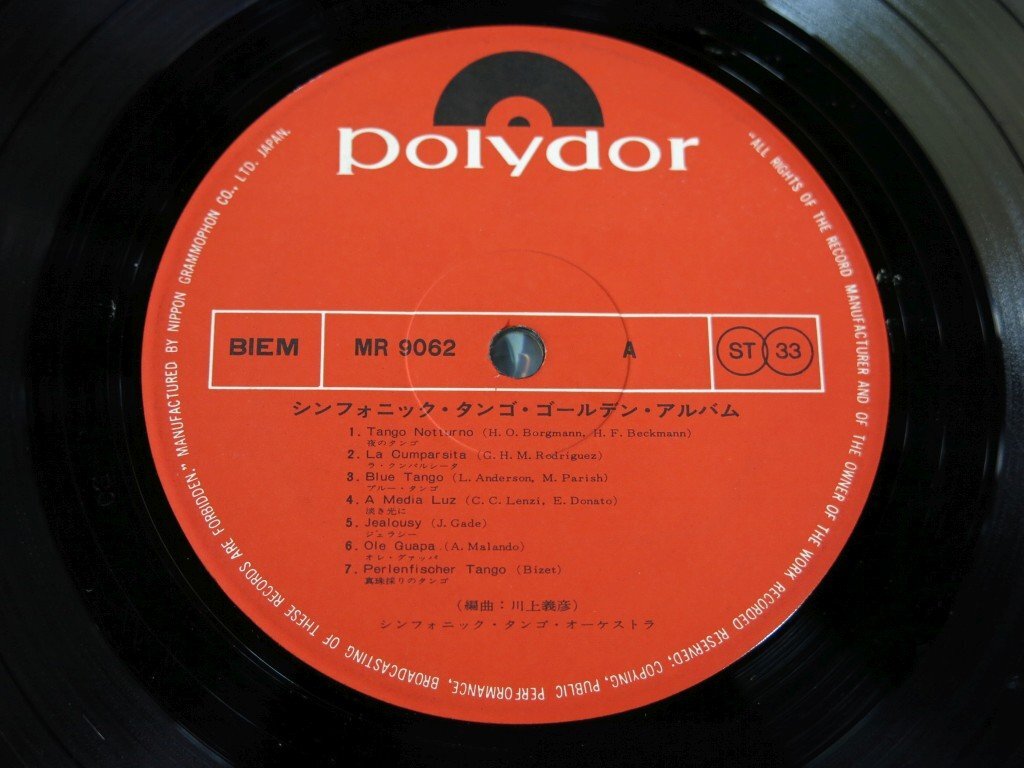 polydor
BIEM
MR 9062
A
ST 33
シンフォニック・タンゴ・ゴールデン・アルバム
1. Tango Notturno (H. O. Borgmann, H. F. Beckmann)
夜のタンゴ
2. La Cumparsita (G. H. M. Rodriguez)
ラ・クンパルシータ
3. Blue Tango (L. Anderson, M. Parish)
ブルー・タンゴ
4. A Media Luz (C. C. Lenzi, E. Donato)
淡き光に
5. Jealousy (J. Gade)
ジェラシー
6. Ole Guapa (A. Malando)
オレ・グァッパ
7. Perlenfischer Tango (Bizet)
真珠採りのタンゴ
(編曲：川上義彦)
シンフォニック・タンゴ・オーケストラ
"ALL RIGHTS OF THE RECORD MANUFACTURER AND OF THE OWNER OF THE WORK RECORDED RESERVED; COPYING, PUBLIC PERFORMANCE, BROADCASTING OF THESE RECORDS ARE FORBIDDEN." MANUFACTURED BY NIPPON GRAMMOPHON CO., LTD. JAPAN.